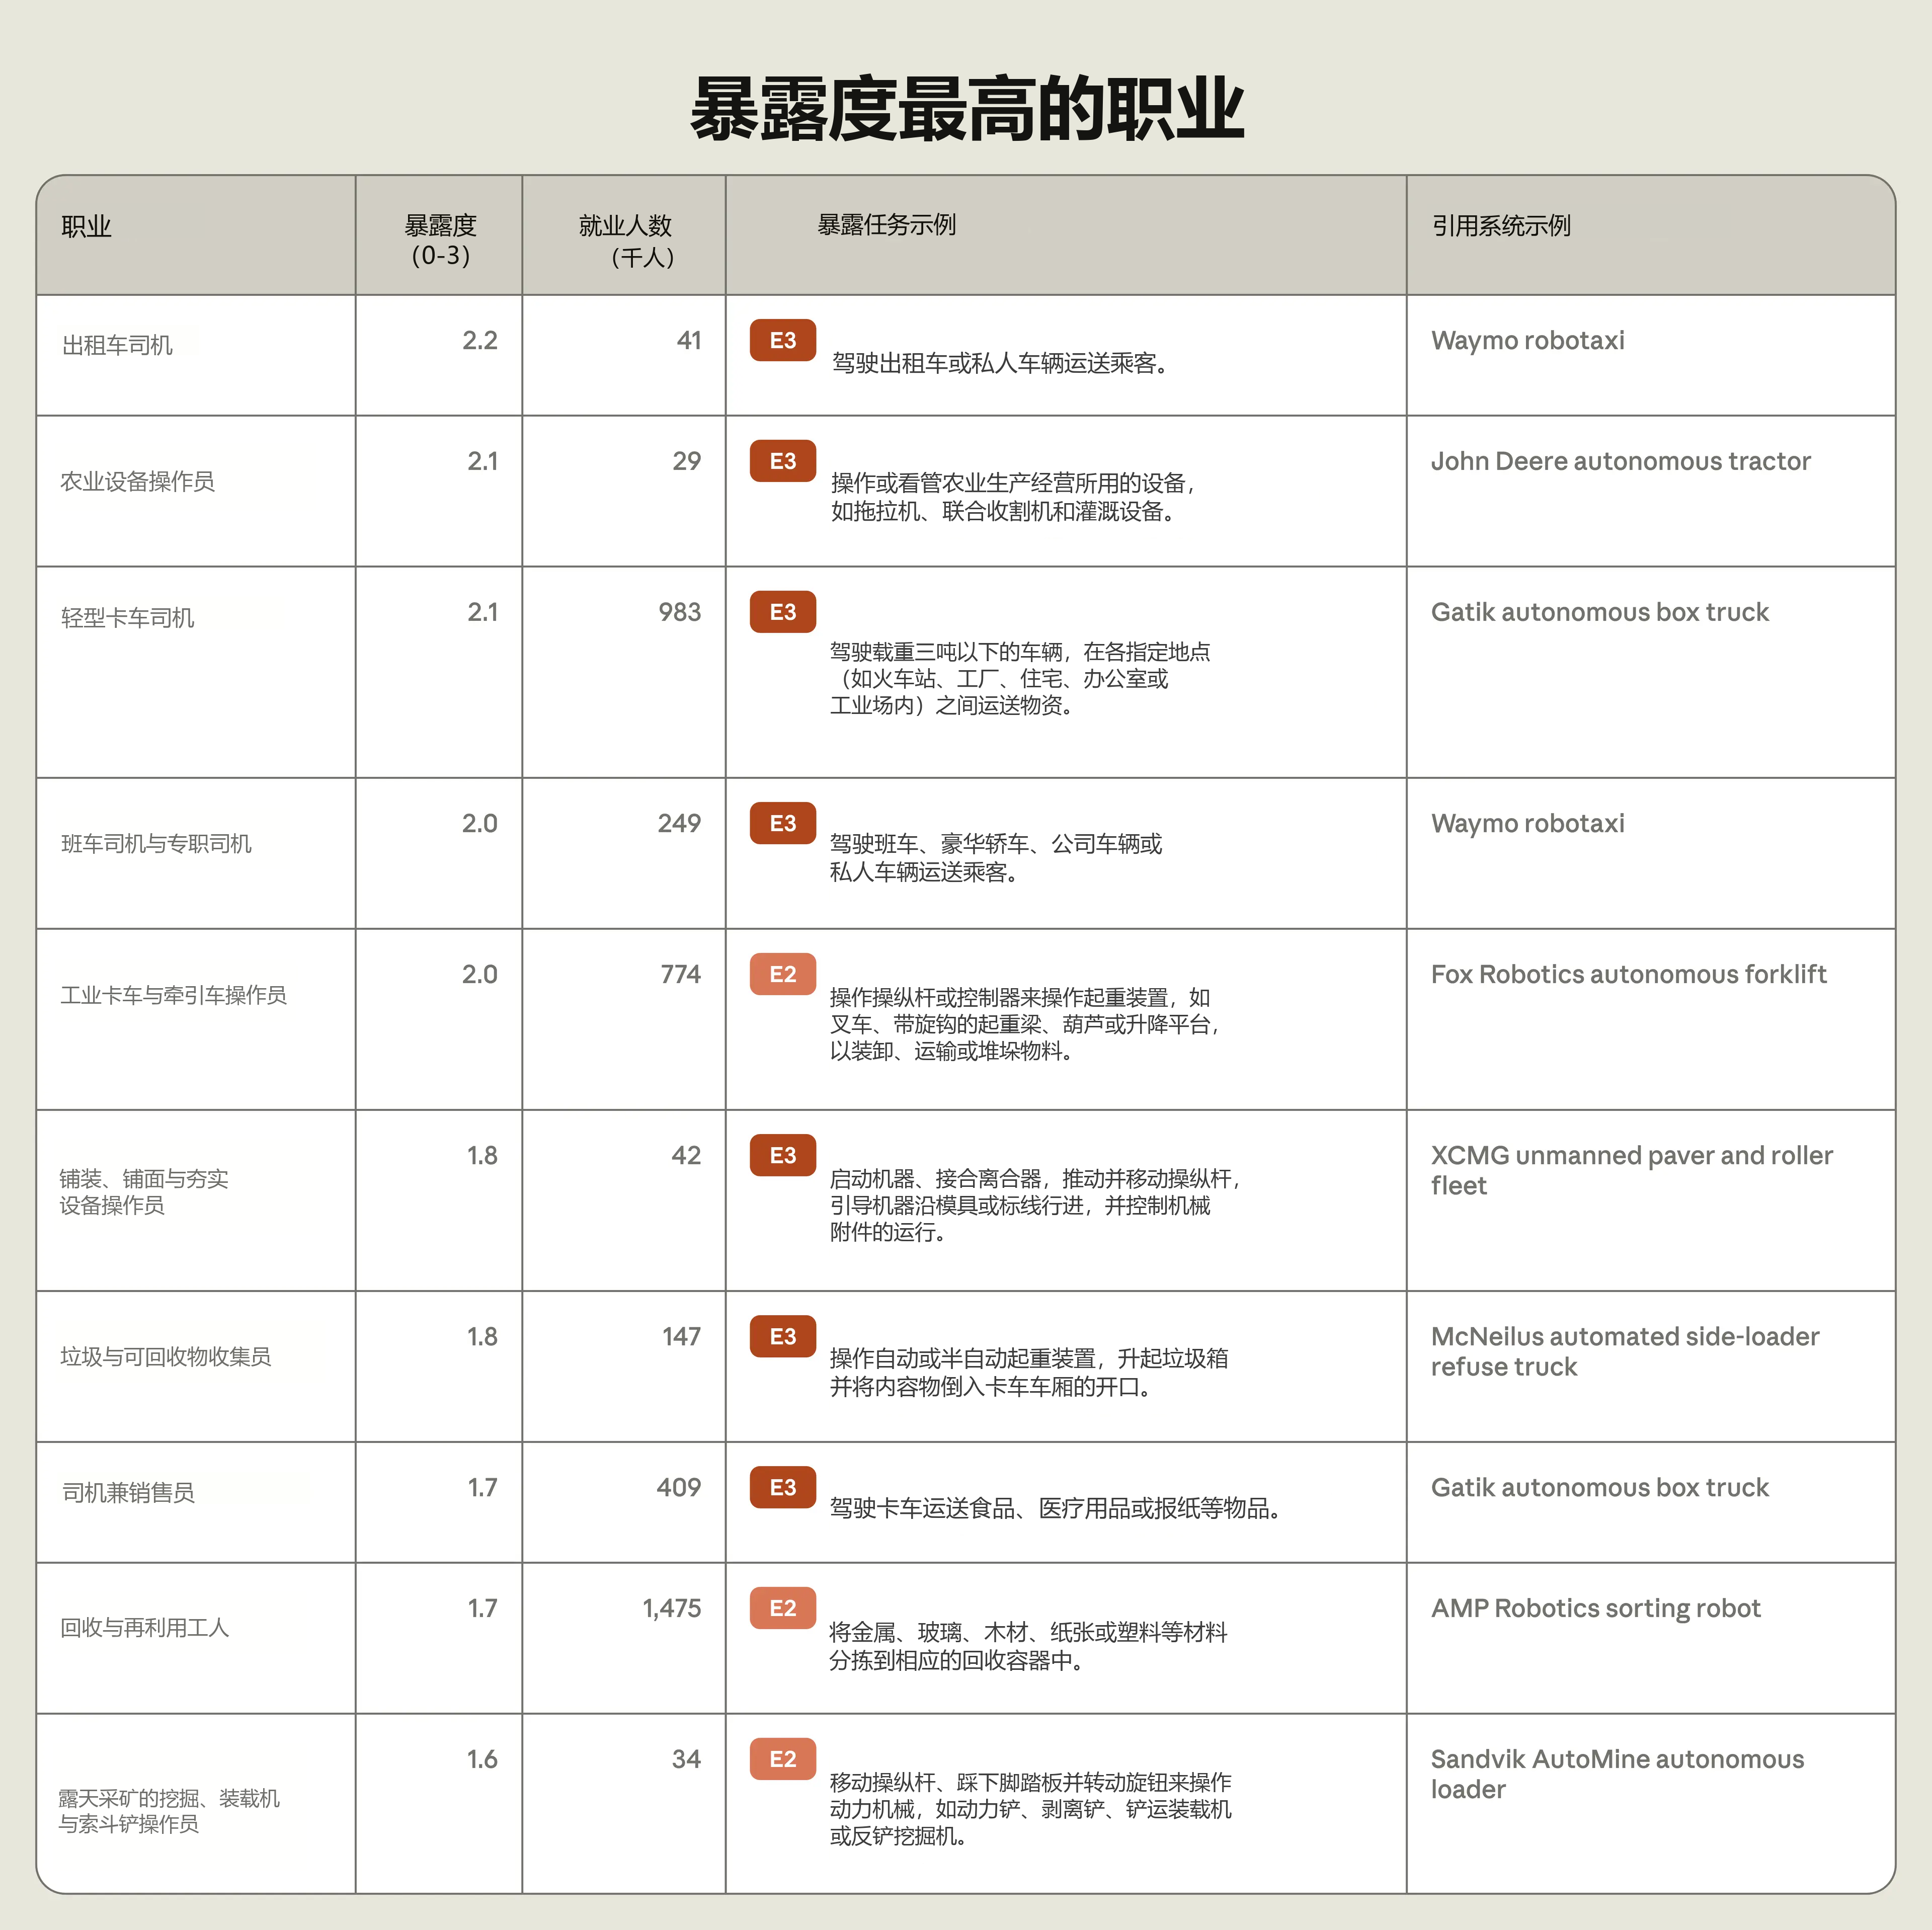 暴露度最高的职业
职业
暴露度
(0-3)
就业人数
（千人）
暴露任务示例
引用系统示例
出租车司机
2.2
41
E3
驾驶出租车或私人车辆运送乘客。
Waymo robotaxi
农业设备操作员
2.1
29
E3
操作或看管农业生产经营所用的设备，
如拖拉机、联合收割机和灌溉设备。
John Deere autonomous tractor
轻型卡车司机
2.1
983
E3
驾驶载重三吨以下的车辆，在各指定地点
（如火车站、工厂、住宅、办公室或
工业场内）之间运送物资。
Gatik autonomous box truck
班车司机与专职司机
2.0
249
E3
驾驶班车、豪华轿车、公司车辆或
私人车辆运送乘客。
Waymo robotaxi
工业卡车与牵引车操作员
2.0
774
E2
操作操纵杆或控制器来操作起重装置，如
叉车、带旋钩的起重梁、葫芦或升降平台，
以装卸、运输或堆垛物料。
Fox Robotics autonomous forklift
铺装、铺面与夯实
设备操作员
1.8
42
E3
启动机器、接合离合器，推动并移动操纵杆，
引导机器沿模具或标线行进，并控制机械
附件的运行。
XCMG unmanned paver and roller
fleet
垃圾与可回收物收集员
1.8
147
E3
操作自动或半自动起重装置，升起垃圾箱
并将内容物倒入卡车车厢的开口。
McNeilus automated side-loader
refuse truck
司机兼销售员
1.7
409
E3
驾驶卡车运送食品、医疗用品或报纸等物品。
Gatik autonomous box truck
回收与再利用工人
1.7
1,475
E2
将金属、玻璃、木材、纸张或塑料等材料
分拣到相应的回收容器中。
AMP Robotics sorting robot
露天采矿的挖掘、装载机
与索斗铲操作员
1.6
34
E2
移动操纵杆、踩下脚踏板并转动旋钮来操作
动力机械，如动力铲、剥离铲、铲运装载机
或反铲挖掘机。
Sandvik AutoMine autonomous
loader